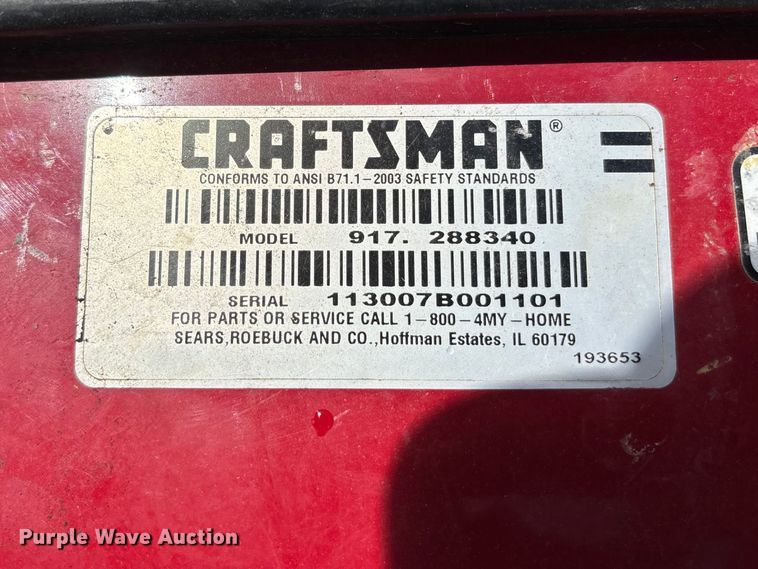 CRAFTSMAN®
CONFORMS TO ANSI B71.1-2003 SAFETY STANDARDS
MODEL 917. 288340
SERIAL 113007B001101
FOR PARTS OR SERVICE CALL 1-800-4MY-HOME
SEARS,ROEBUCK AND CO.,Hoffman Estates, IL 60179
193653
Purple Wave Auction